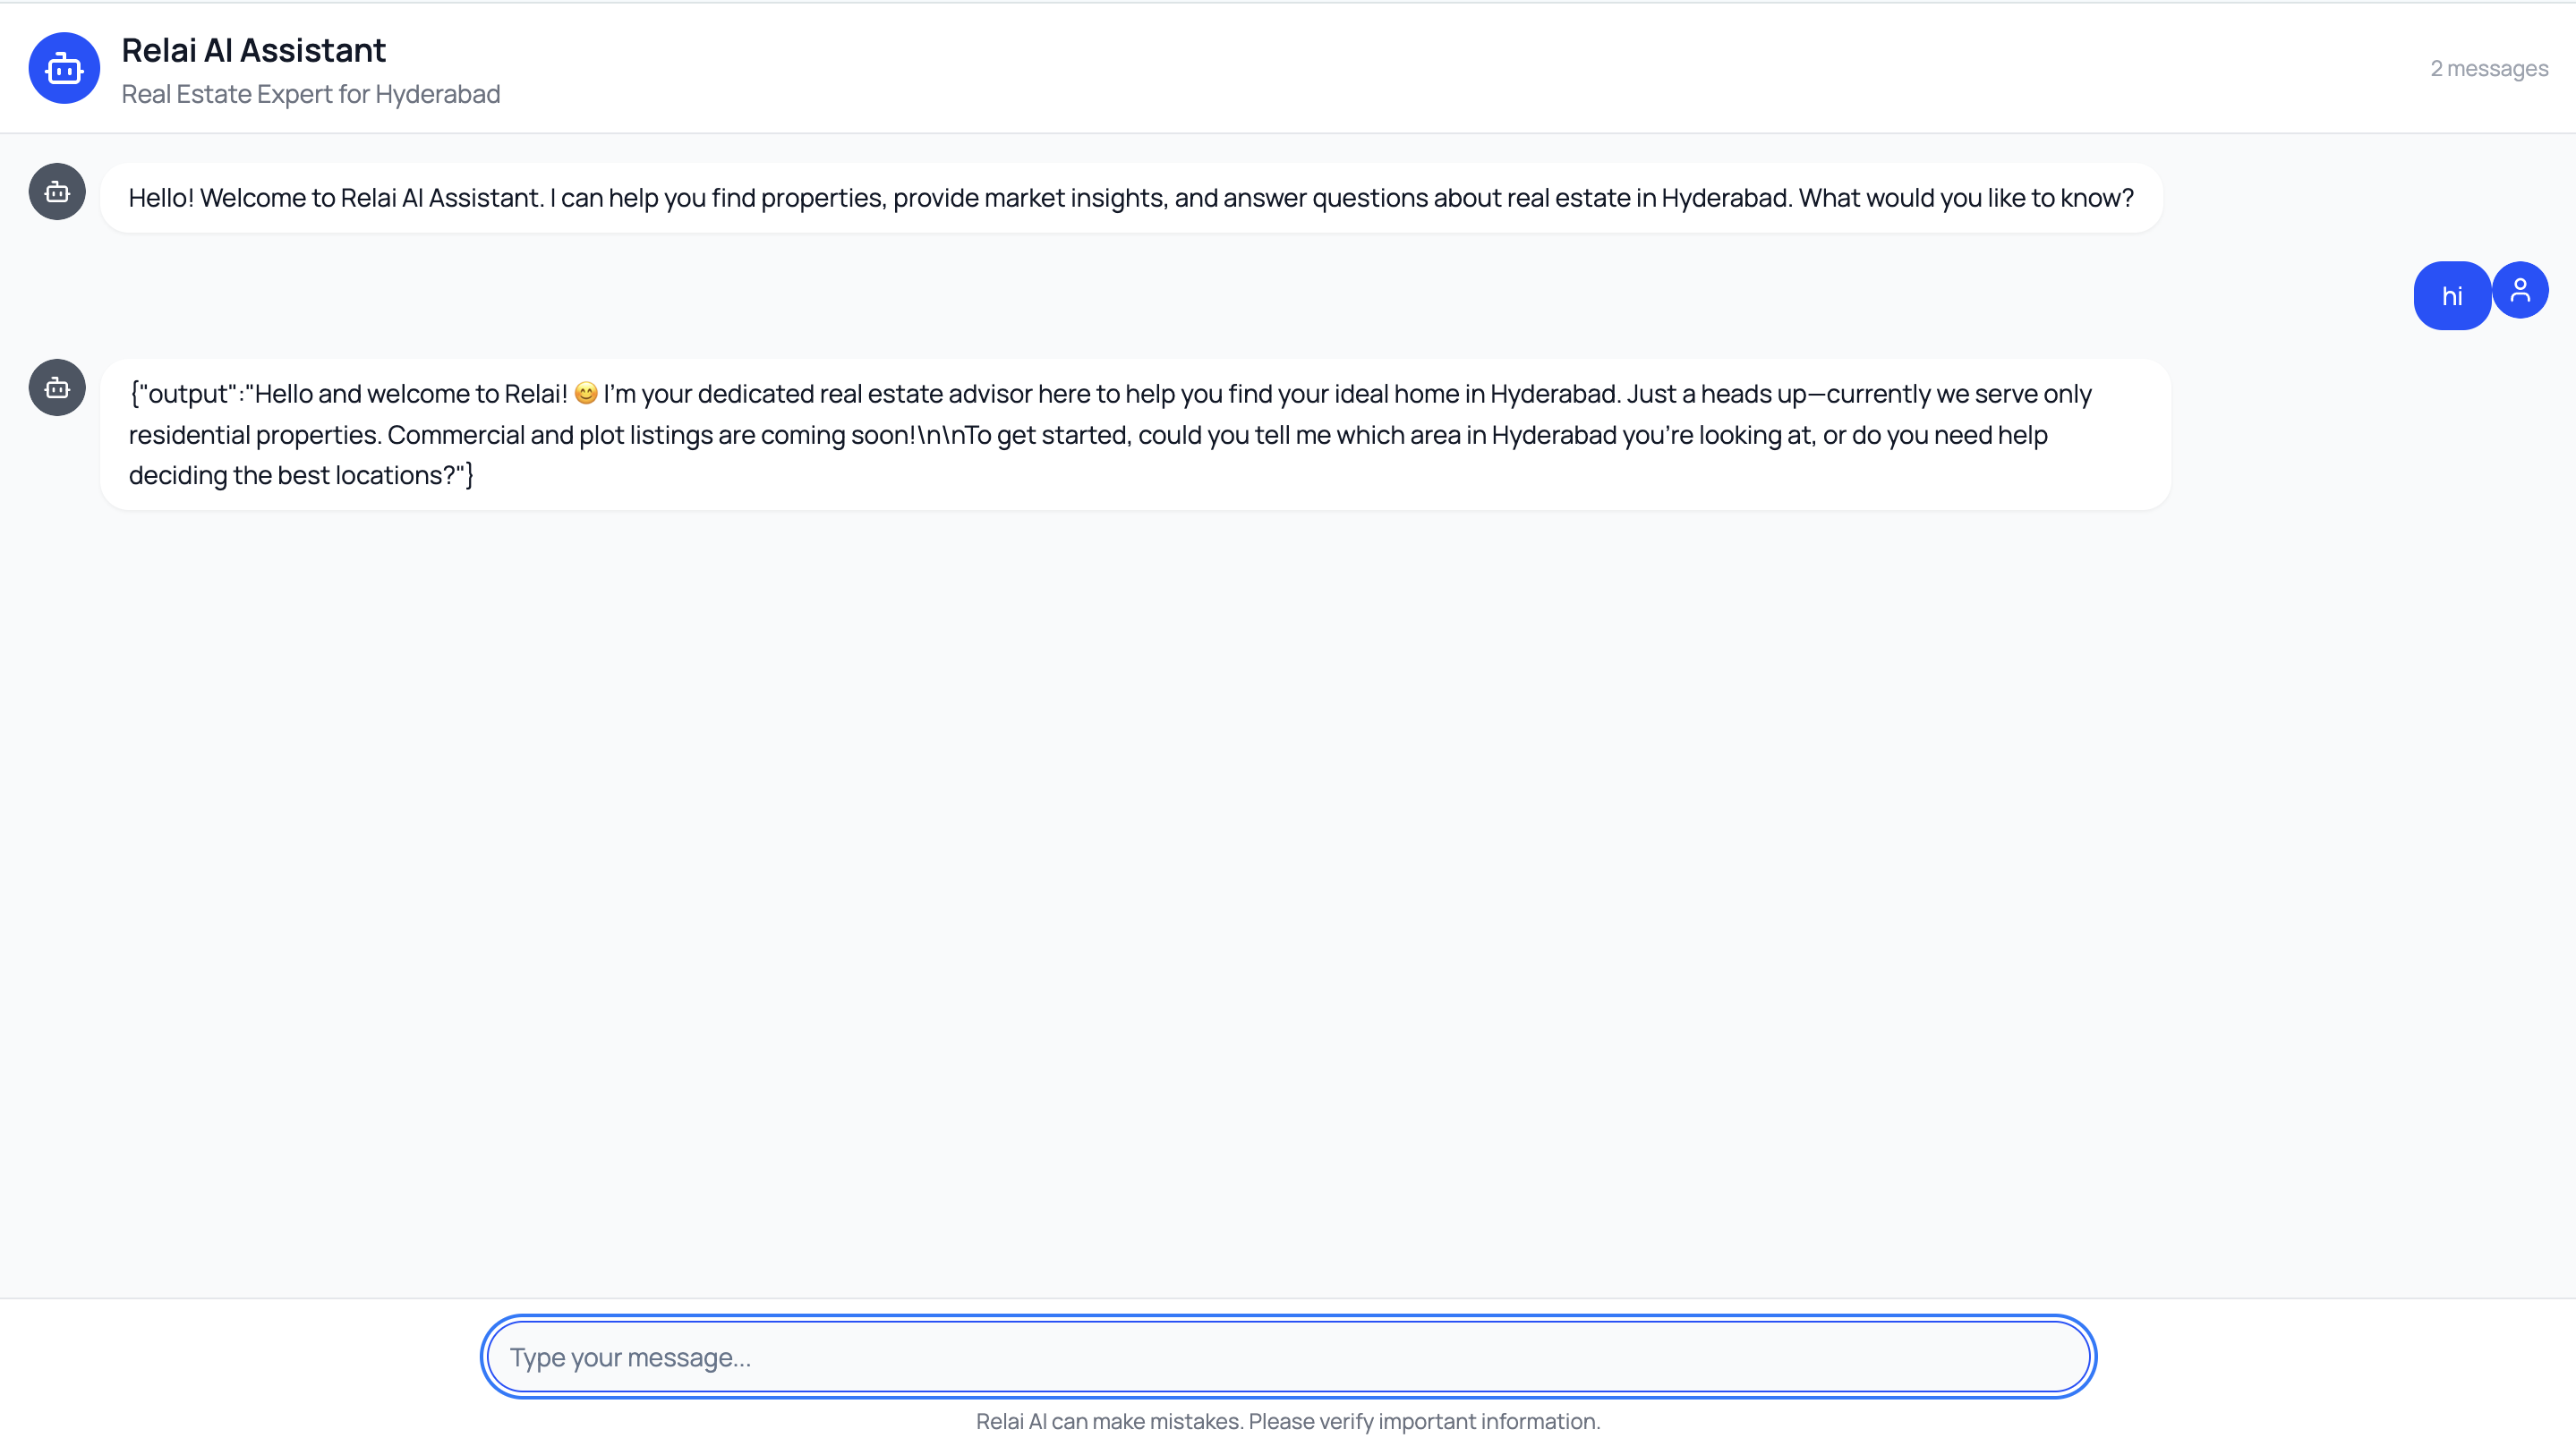 Relai AI Assistant
Real Estate Expert for Hyderabad
2 messages
Hello! Welcome to Relai AI Assistant. I can help you find properties, provide market insights, and answer questions about real estate in Hyderabad. What would you like to know?
hi
{"output":"Hello and welcome to Relai! 😊 I’m your dedicated real estate advisor here to help you find your ideal home in Hyderabad. Just a heads up—currently we serve only
residential properties. Commercial and plot listings are coming soon!\n\nTo get started, could you tell me which area in Hyderabad you’re looking at, or do you need help
deciding the best locations?"}
Type your message...
Relai AI can make mistakes. Please verify important information.